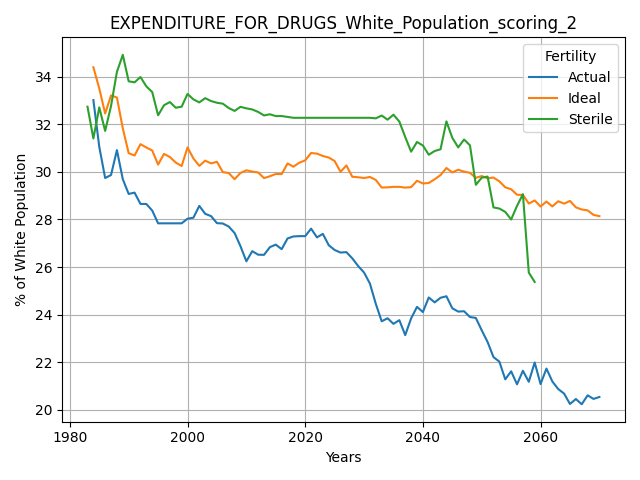 EXPENDITURE_FOR_DRUGS_White_Population_scoring_2
Fertility
Actual
Ideal
Sterile
% of White Population
34
32
30
28
26
24
22
20
1980
2000
2020
2040
2060
Years